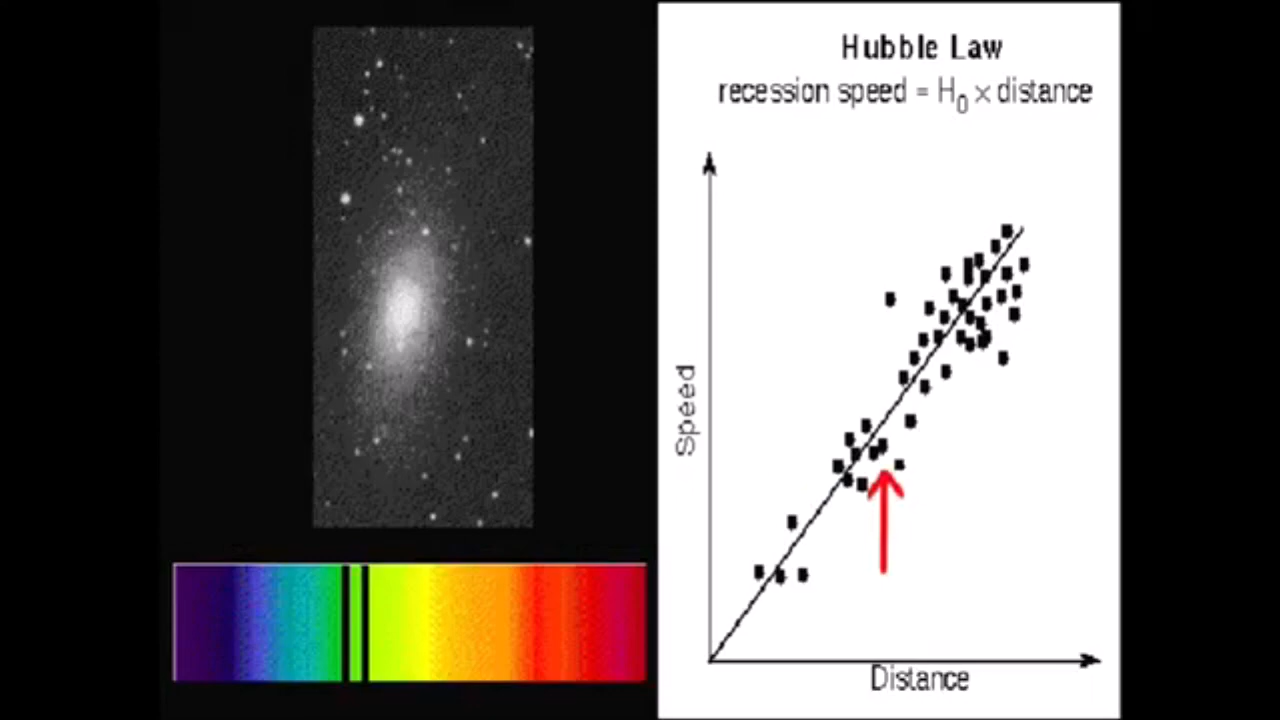 Hubble Law
recession speed = H₀ × distance
Speed
Distance